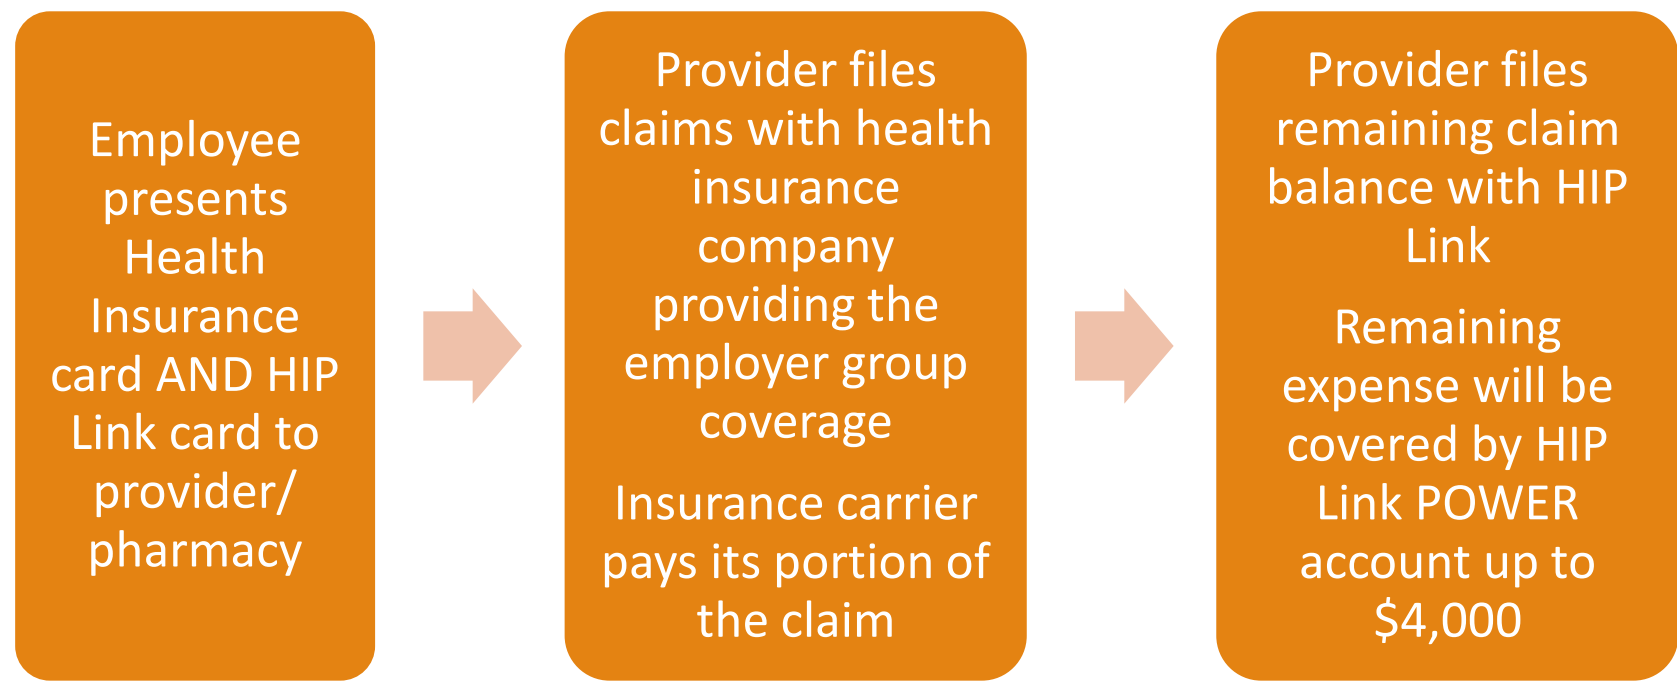 Employee
presents
Health
Insurance
card AND HIP
Link card to
provider/
pharmacy
Provider files
claims with health
insurance
company
providing the
employer group
coverage
Insurance carrier
pays its portion of
the claim
Provider files
remaining claim
balance with HIP
Link
Remaining
expense will be
covered by HIP
Link POWER
account up to
$4,000